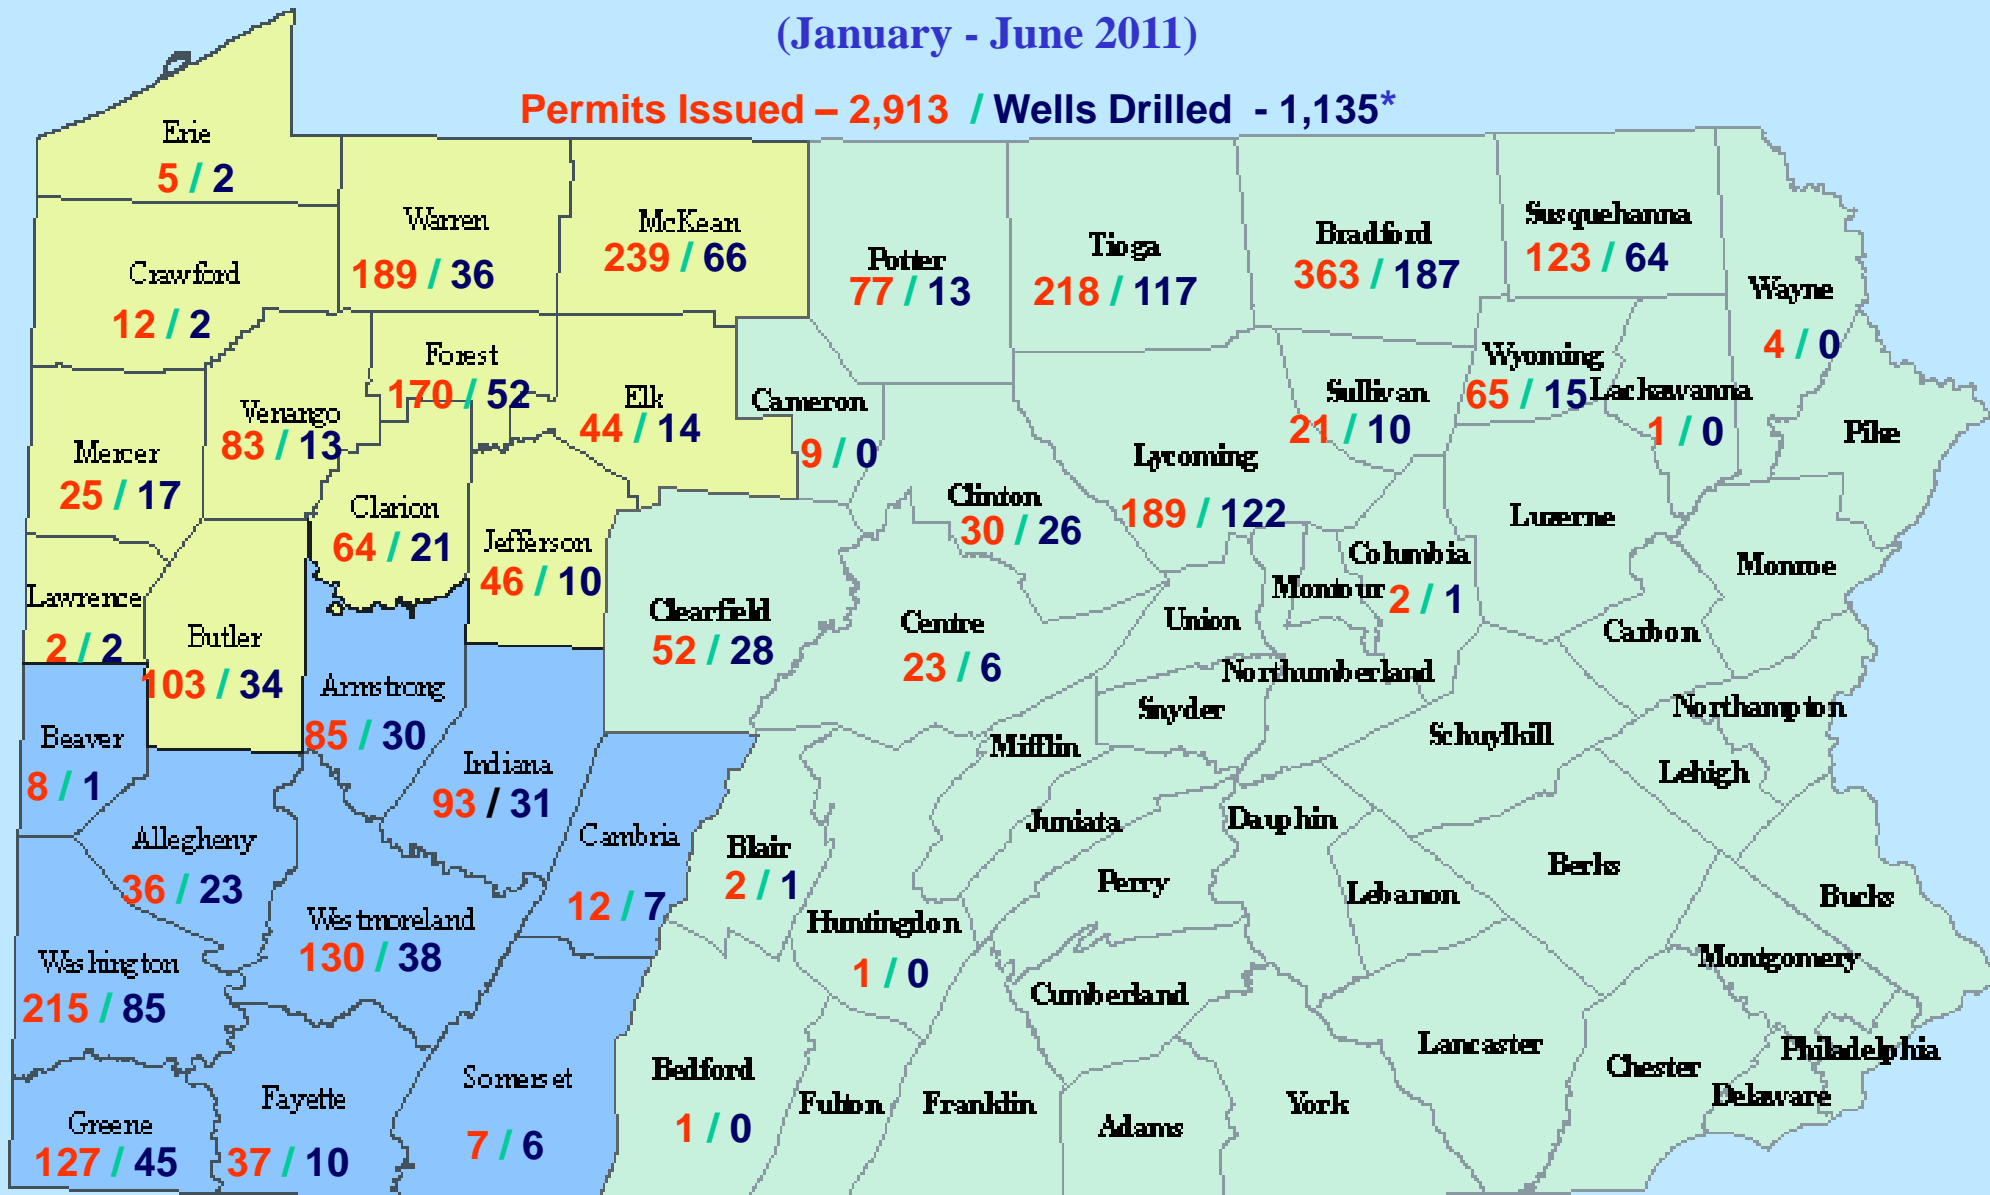 (January - June 2011)
Permits Issued – 2,913 / Wells Drilled - 1,135*
Erie
5 / 2
Crawford
12 / 2
Warren
189 / 36
McKean
239 / 66
Potter
77 / 13
Tioga
218 / 117
Bradford
363 / 187
Susquehanna
123 / 64
Wayne
4 / 0
Mercer
25 / 17
Venango
83 / 13
Forest
170 / 52
Elk
44 / 14
Cameron
9 / 0
Clinton
30 / 26
Lycoming
189 / 122
Sullivan
21 / 10
Wyoming
65 / 15
Lackawanna
1 / 0
Pike
Lawrence
2 / 2
Butler
103 / 34
Clarion
64 / 21
Jefferson
46 / 10
Clearfield
52 / 28
Centre
23 / 6
Union
Montour
Columbia
2 / 1
Luzerne
Monroe
Carbon
Northumberland
Snyder
Mifflin
Schuylkill
Northampton
Lehigh
Beaver
8 / 1
Armstrong
85 / 30
Indiana
93 / 31
Allegheny
36 / 23
Westmoreland
130 / 38
Cambria
12 / 7
Blair
2 / 1
Huntingdon
1 / 0
Juniata
Perry
Dauphin
Lebanon
Berks
Bucks
Montgomery
Washington
215 / 85
Greene
127 / 45
Fayette
37 / 10
Somerset
7 / 6
Bedford
1 / 0
Fulton
Franklin
Cumberland
Adams
York
Lancaster
Chester
Delaware
Philadelphia